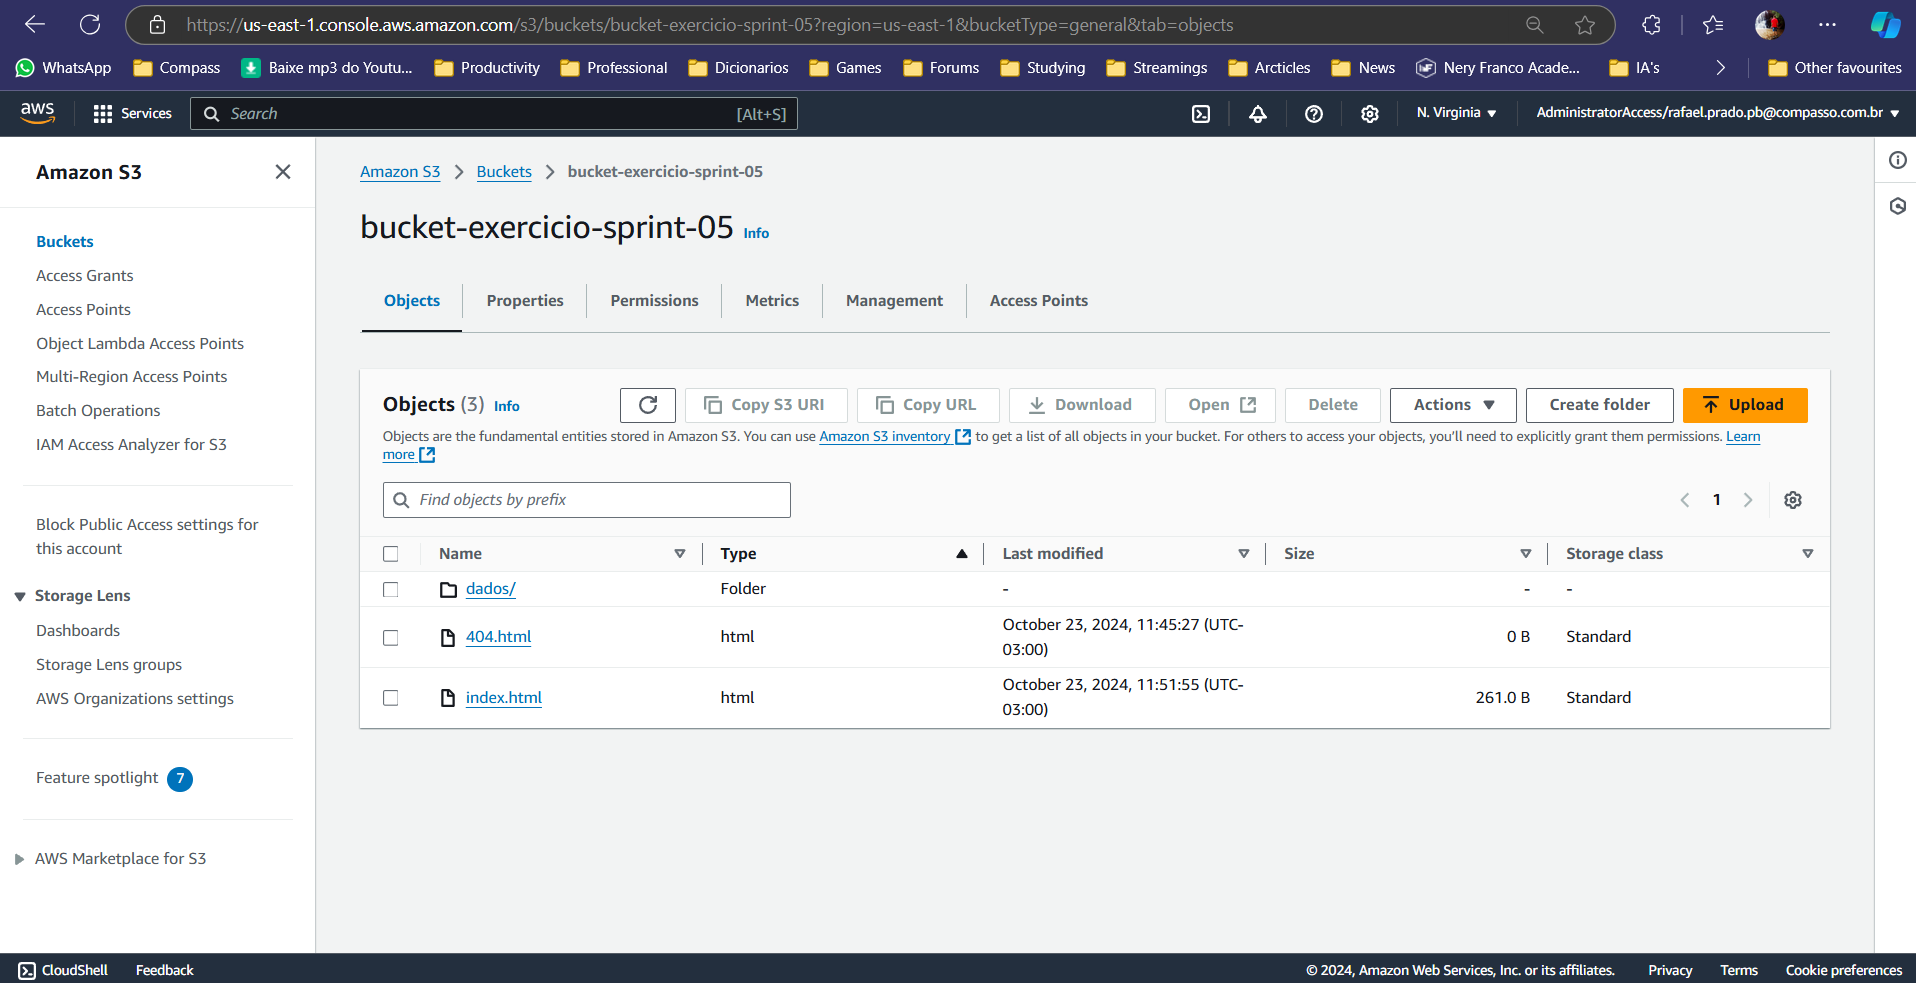 https://us-east-1.console.aws.amazon.com/s3/buckets/bucket-exercicio-sprint-05?region=us-east-1&bucketType=general&tab=objects
WhatsApp Compass Baixe mp3 do Youtu... Productivity Professional Dicionarios Games Forums Studying Streamings Arcticles News Nery Franco Acade... IA's Other favourites
aws Services Search [Alt+S] N. Virginia AdministratorAccess/rafael.prado.pb@compasso.com.br
Amazon S3
Buckets
Access Grants
Access Points
Object Lambda Access Points
Multi-Region Access Points
Batch Operations
IAM Access Analyzer for S3
Block Public Access settings for
this account
Storage Lens
Dashboards
Storage Lens groups
AWS Organizations settings
Feature spotlight 7
AWS Marketplace for S3
Amazon S3 Buckets bucket-exercicio-sprint-05
bucket-exercicio-sprint-05 Info
Objects Properties Permissions Metrics Management Access Points
Objects (3) Info Copy S3 URI Copy URL Download Open Delete Actions Create folder Upload
Objects are the fundamental entities stored in Amazon S3. You can use Amazon S3 inventory to get a list of all objects in your bucket. For others to access your objects, you’ll need to explicitly grant them permissions. Learn
more
Find objects by prefix 1
Name Type Last modified Size Storage class
dados/ Folder - - -
404.html html October 23, 2024, 11:45:27 (UTC-
03:00) 0 B Standard
index.html html October 23, 2024, 11:51:55 (UTC-
03:00) 261.0 B Standard
CloudShell Feedback © 2024, Amazon Web Services, Inc. or its affiliates. Privacy Terms Cookie preferences